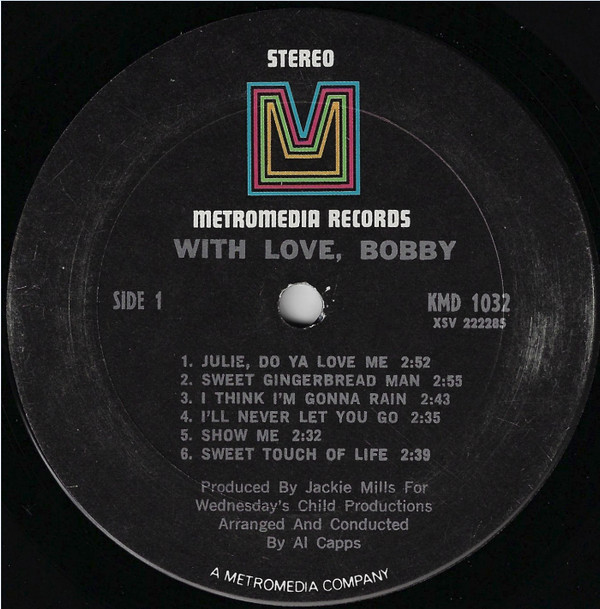 STEREO
METROMEDIA RECORDS
WITH LOVE, BOBBY
SIDE 1
KMD 1032
XSV 222285
1. JULIE, DO YA LOVE ME 2:52
2. SWEET GINGERBREAD MAN 2:55
3. I THINK I'M GONNA RAIN 2:43
4. I'LL NEVER LET YOU GO 2:35
5. SHOW ME 2:32
6. SWEET TOUCH OF LIFE 2:39
Produced By Jackie Mills For
Wednesday's Child Productions
Arranged And Conducted
By Al Capps
A METROMEDIA COMPANY